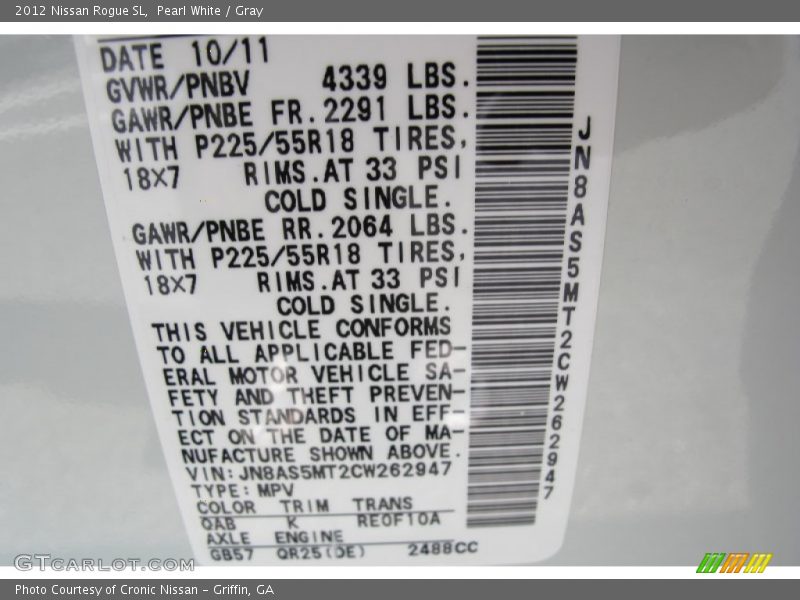 2012 Nissan Rogue SL, Pearl White / Gray
DATE 10/11
GVWR/PNBV 4339 LBS.
GAWR/PNBE FR.2291 LBS.
WITH P225/55R18 TIRES,
18X7 RIMS.AT 33 PSI
COLD SINGLE.
GAWR/PNBE RR.2064 LBS.
WITH P225/55R18 TIRES,
18X7 RIMS.AT 33 PSI
COLD SINGLE.
THIS VEHICLE CONFORMS
TO ALL APPLICABLE FED-
ERAL MOTOR VEHICLE SA-
FETY AND THEFT PREVEN-
TION STANDARDS IN EFF-
ECT ON THE DATE OF MA-
NUFACTURE SHOWN ABOVE.
VIN:JN8AS5MT2CW262947
TYPE:MPV
COLOR TRIM TRANS
QAB K RE0F10A
AXLE ENGINE
GB57 QR25(DE) 2488CC
JN8AS5MT2CW262947
GTcarlot.com
Photo Courtesy of Cronic Nissan - Griffin, GA